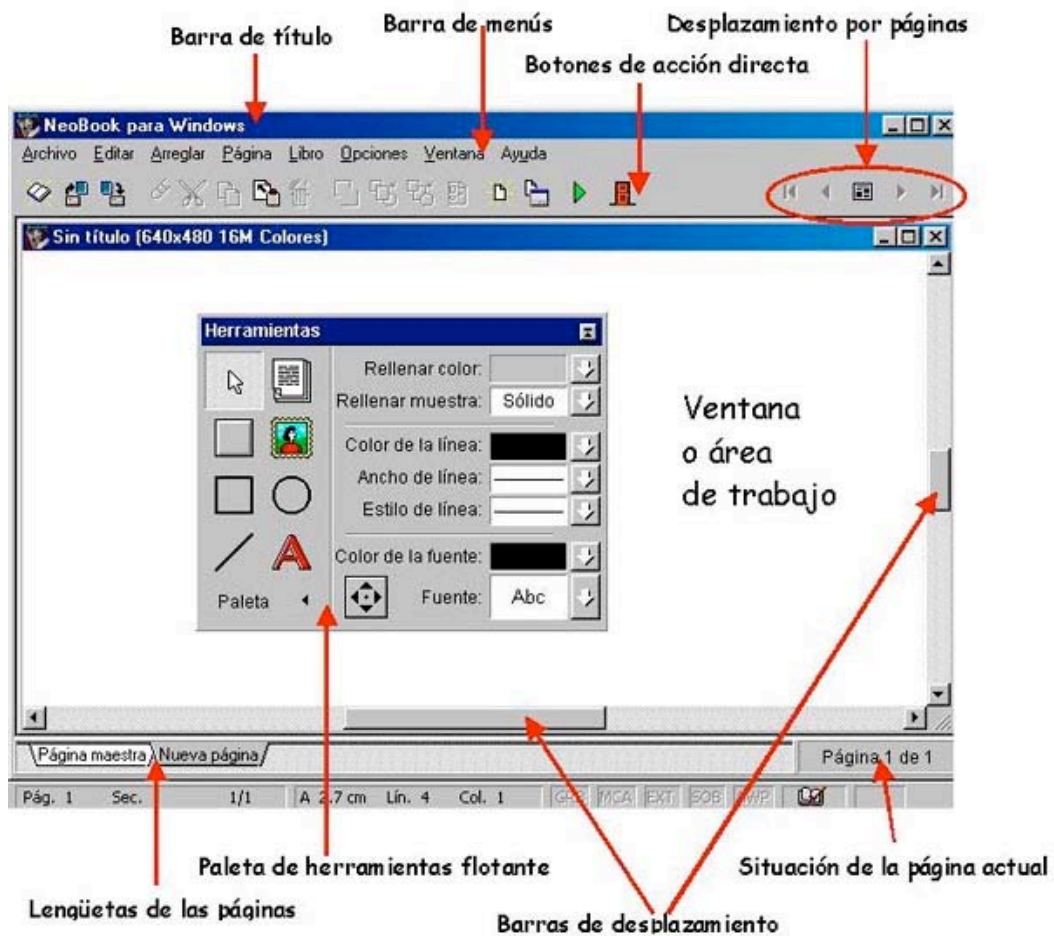 Barra de título
Barra de menús
Desplazamiento por páginas
Botones de acción directa
NeoBook para Windows
Archivo Editar Arreglar Página Libro Opciones Ventana Ayuda
Sin título (640x480 16M Colores)
Herramientas
Rellenar color:
Rellenar muestra: Sólido
Color de la línea:
Ancho de línea:
Estilo de línea:
Color de la fuente:
Paleta
Fuente: Abc
Ventana
o área
de trabajo
Página maestra Nueva página
Página 1 de 1
Pág. 1 Sec. 1/1 A 2.7 cm Lín. 4 Col. 1 MCA EXT SOB
Paleta de herramientas flotante
Situación de la página actual
Lengüetas de las páginas
Barras de desplazamiento